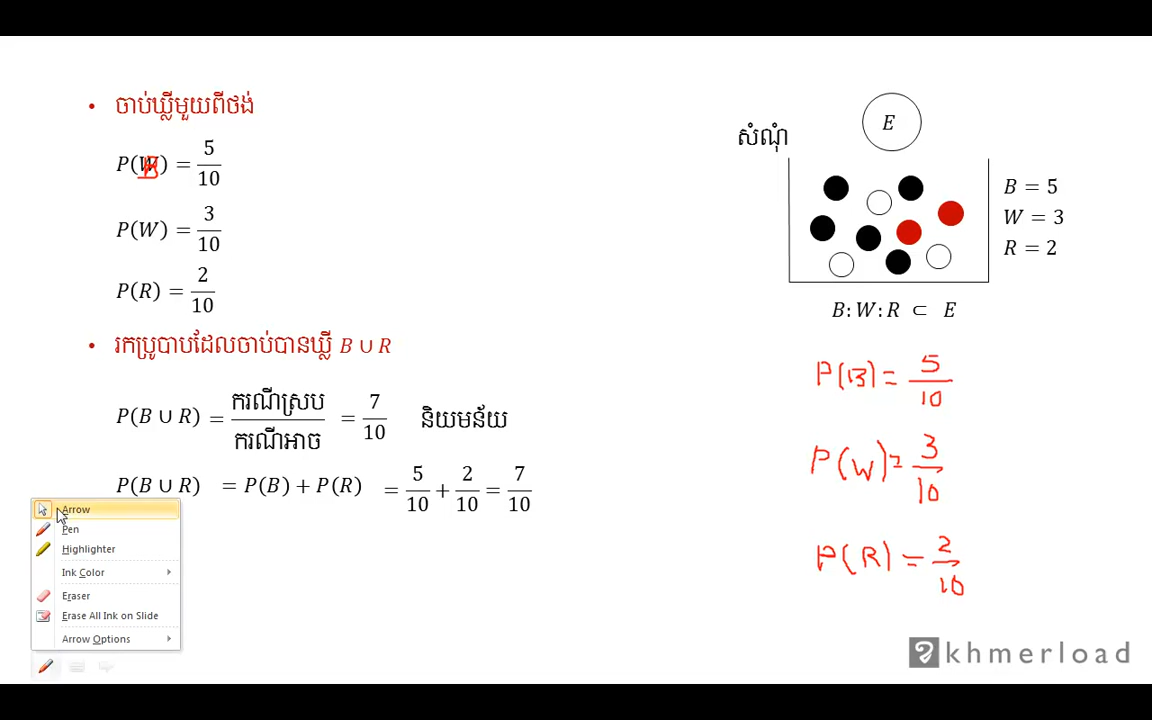 • ចាប់ឃ្លីមួយពីថង់
P(B) = 5/10
P(W) = 3/10
P(R) = 2/10
• រកប្រូបាបដែលចាប់បានឃ្លី B ∪ R
P(B ∪ R) = ករណីស្រប/ករណីអាច = 7/10 និយមន័យ
P(B ∪ R) = P(B) + P(R) = 5/10 + 2/10 = 7/10
Arrow
Pen
Highlighter
Ink Color
Eraser
Erase All Ink on Slide
Arrow Options
សំណុំ
E
B = 5
W = 3
R = 2
B: W: R ⊂ E
P(B) = 5/10
P(W) = 3/10
P(R) = 2/10
khmerload